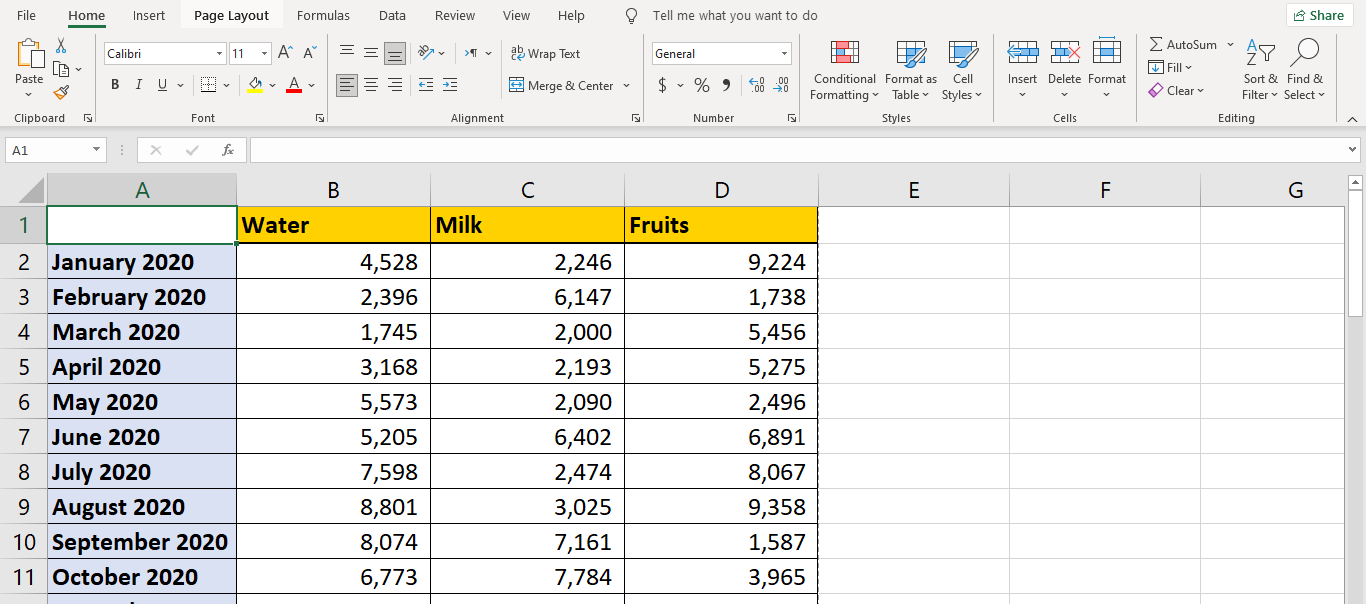 File Home Insert Page Layout Formulas Data Review View Help Tell me what you want to do Share
Calibri 11 ab Wrap Text General AutoSum
Paste B I U A Merge & Center $ % Conditional Formatting Format as Table Cell Styles Insert Delete Format Fill Clear Sort & Filter Find & Select
Clipboard Font Alignment Number Styles Cells Editing
A1 fx
A B C D E F G
1 Water Milk Fruits
2 January 2020 4,528 2,246 9,224
3 February 2020 2,396 6,147 1,738
4 March 2020 1,745 2,000 5,456
5 April 2020 3,168 2,193 5,275
6 May 2020 5,573 2,090 2,496
7 June 2020 5,205 6,402 6,891
8 July 2020 7,598 2,474 8,067
9 August 2020 8,801 3,025 9,358
10 September 2020 8,074 7,161 1,587
11 October 2020 6,773 7,784 3,965